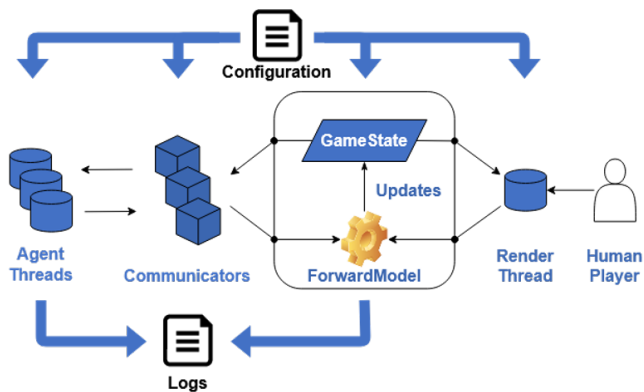 Configuration
GameState
Updates
Agent
Threads
Communicators
ForwardModel
Render
Thread
Human
Player
Logs